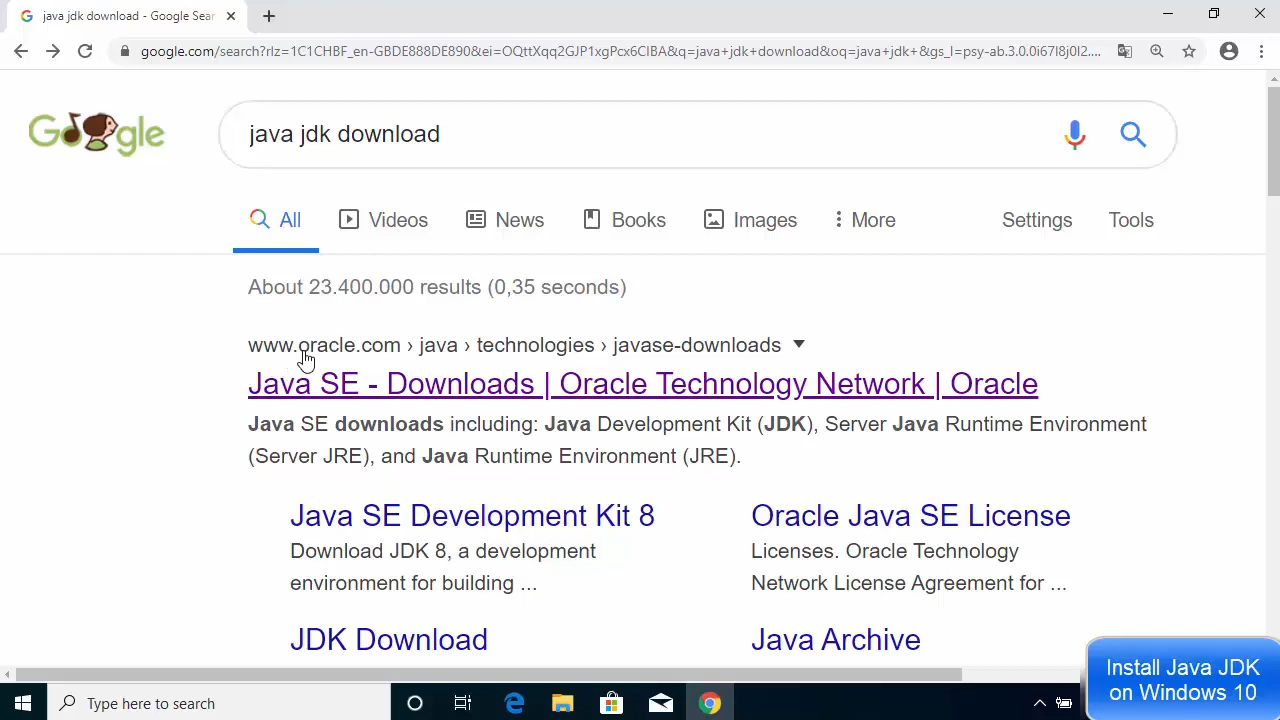 java jdk download - Google Sear
google.com/search?rlz=1C1CHBF_en-GBDE888DE890&ei=OQttXqq2GJP1xgPcx6CIBA&q=java+jdk+download&oq=java+jdk+&gs_l=psy-ab.3.0.0i67l8j0l2....
Google
java jdk download
All Videos News Books Images More Settings Tools
About 23.400.000 results (0,35 seconds)
www.oracle.com › java › technologies › javase-downloads
Java SE - Downloads | Oracle Technology Network | Oracle
Java SE downloads including: Java Development Kit (JDK), Server Java Runtime Environment
(Server JRE), and Java Runtime Environment (JRE).
Java SE Development Kit 8
Download JDK 8, a development
environment for building ...
Oracle Java SE License
Licenses. Oracle Technology
Network License Agreement for ...
JDK Download
Java Archive
Install Java JDK
on Windows 10
Type here to search